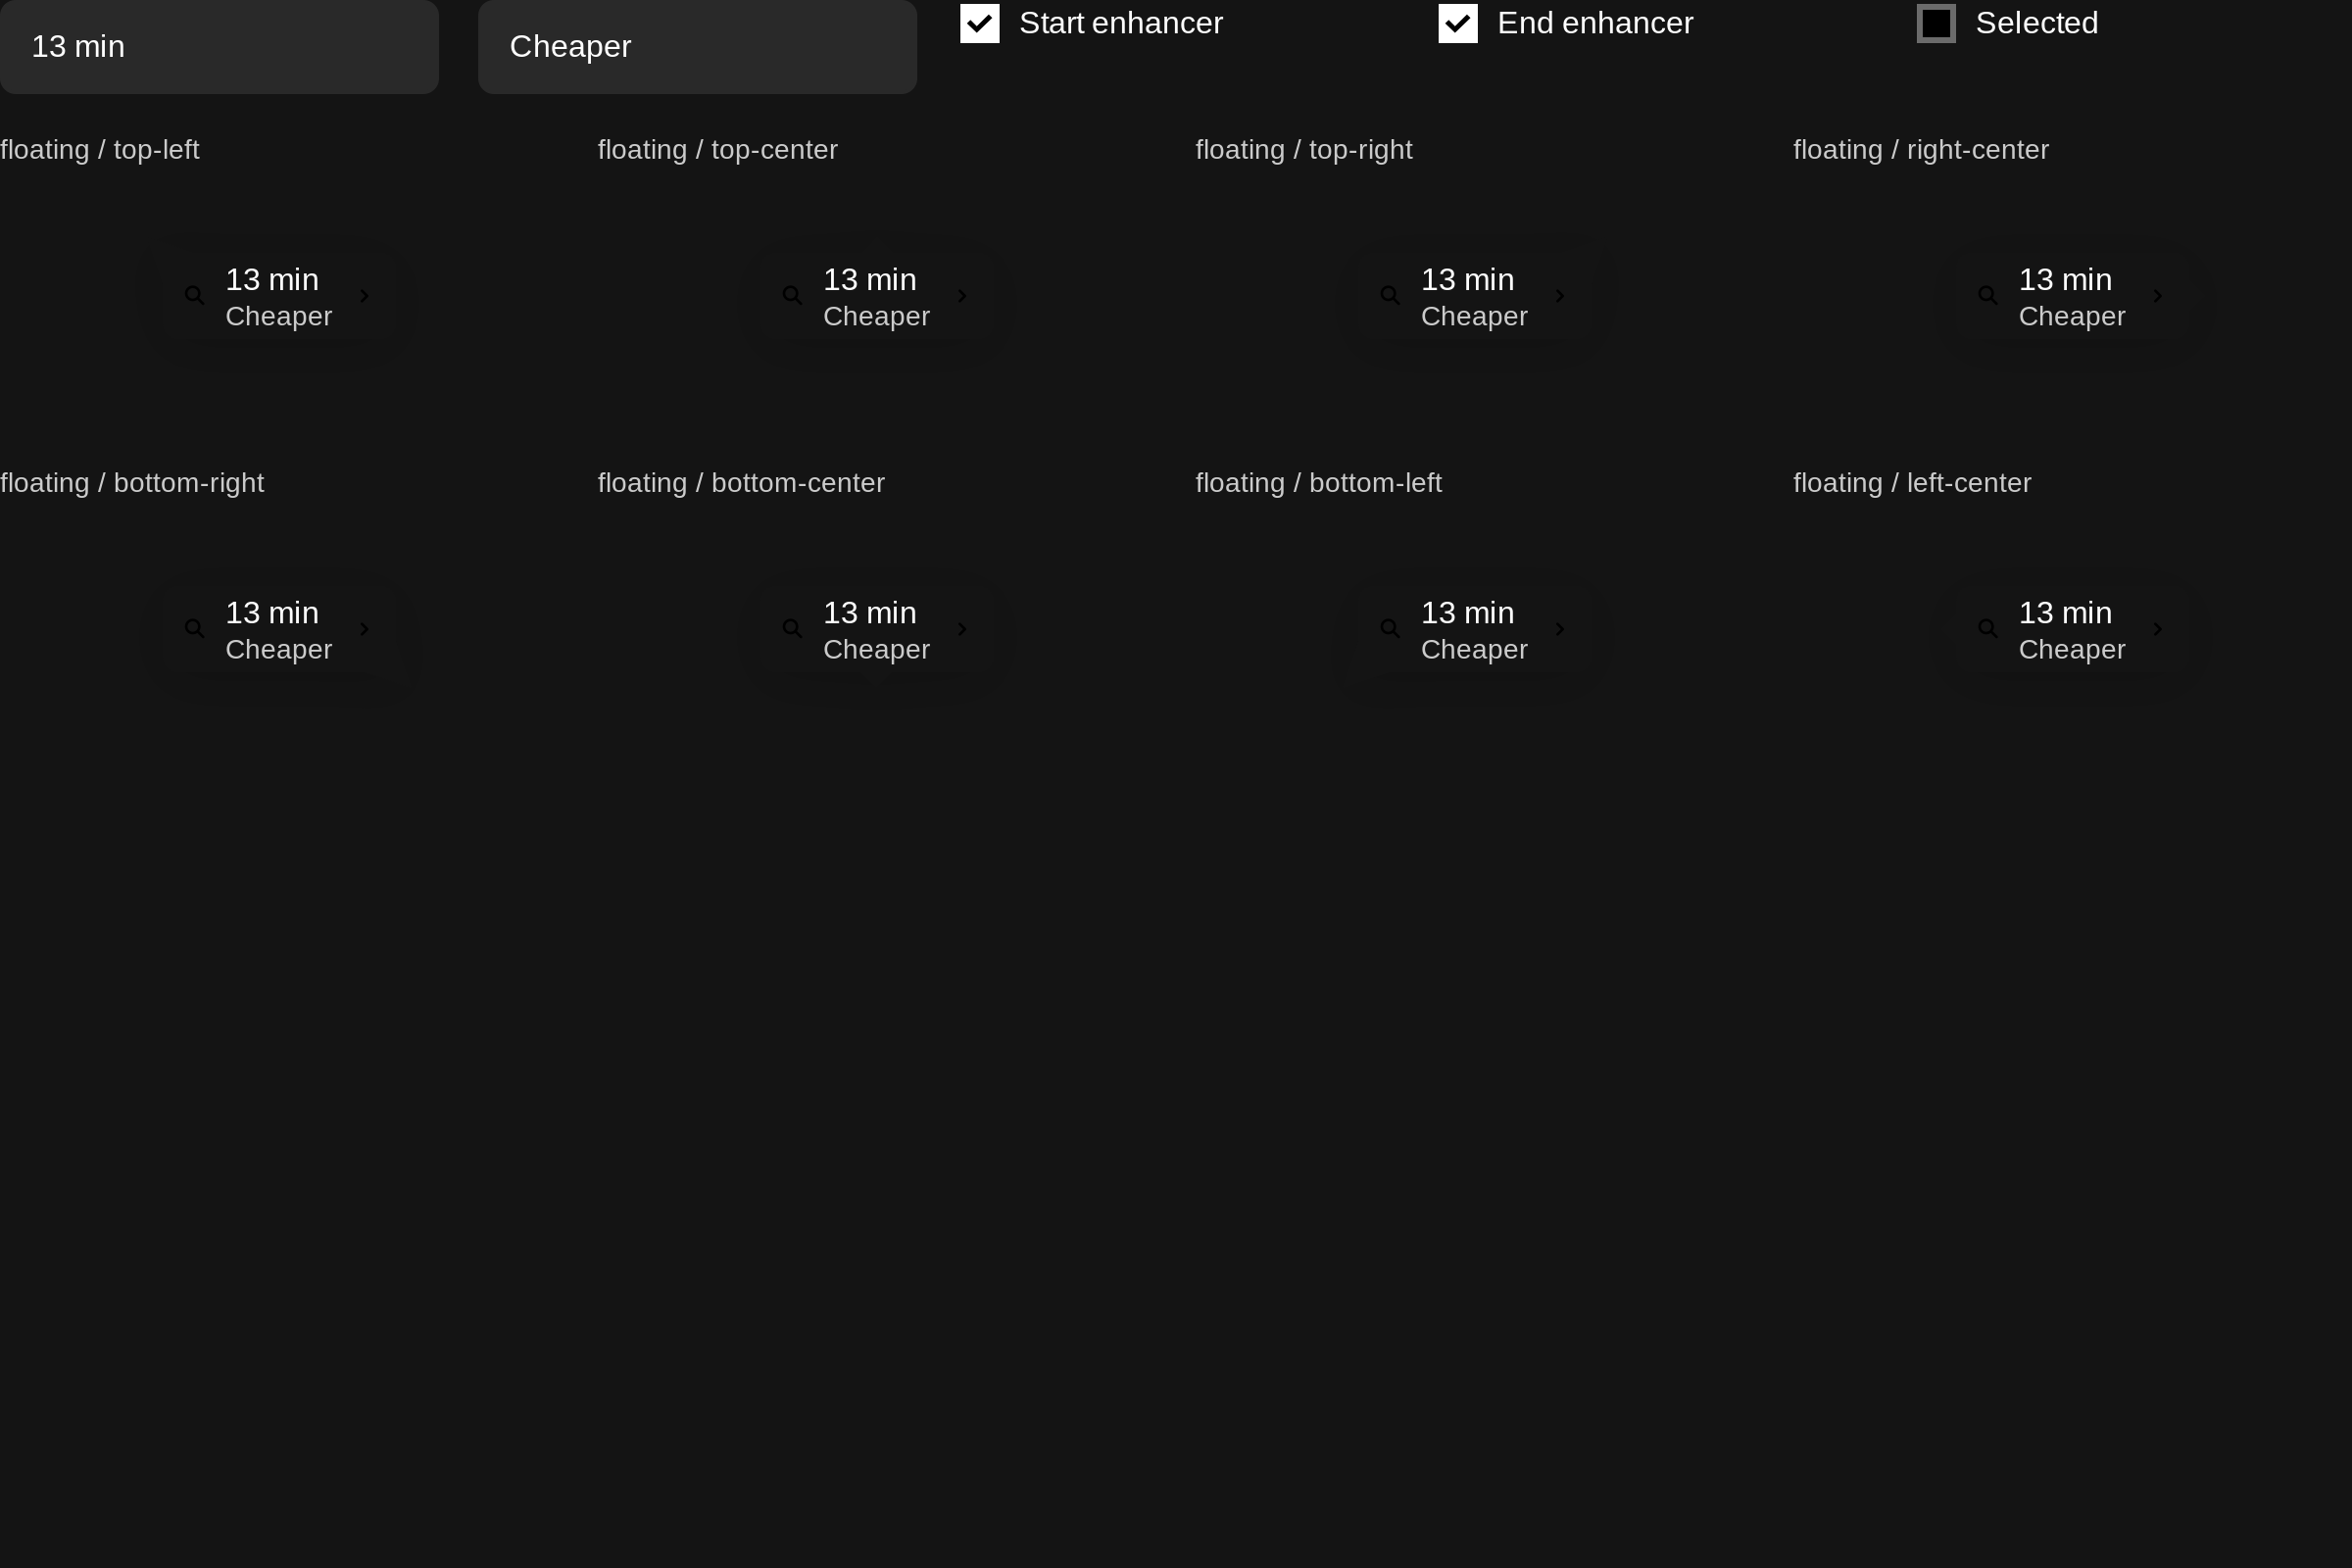 13 min
Cheaper
Start enhancer
End enhancer
Selected
floating / top-left
floating / top-center
floating / top-right
floating / right-center
13 min
Cheaper
13 min
Cheaper
13 min
Cheaper
13 min
Cheaper
floating / bottom-right
floating / bottom-center
floating / bottom-left
floating / left-center
13 min
Cheaper
13 min
Cheaper
13 min
Cheaper
13 min
Cheaper